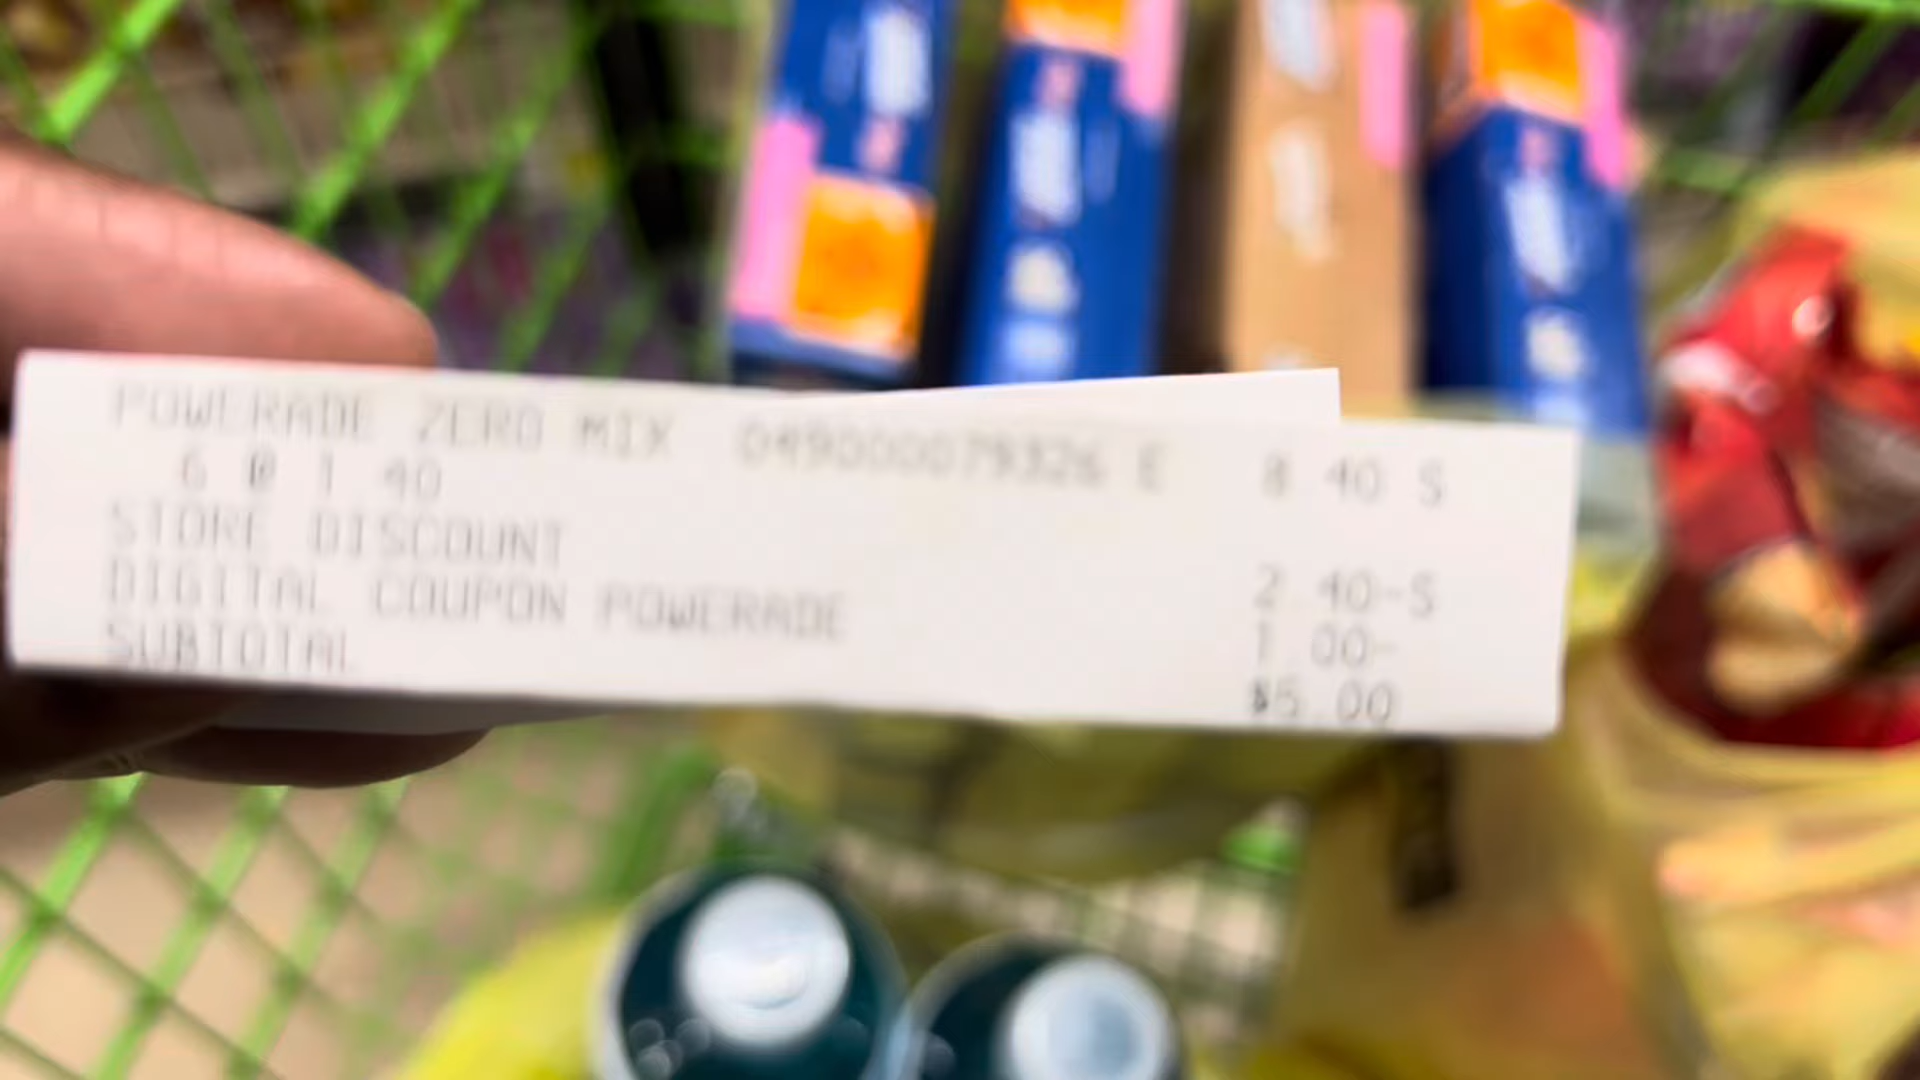 POWERADE ZERO MIX 049000079326 E 8 40 S
6 @ 1 40
STORE DISCOUNT 2 40-S
DIGITAL COUPON POWERADE 1 00-
SUBTOTAL $5 00